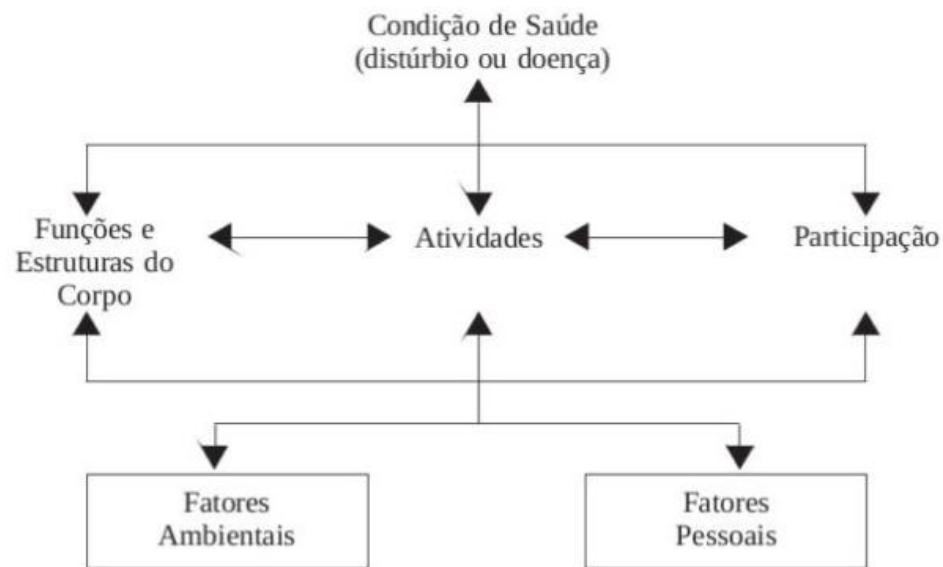 Condição de Saúde
(distúrbio ou doença)
Funções e
Estruturas do
Corpo
Atividades
Participação
Fatores
Ambientais
Fatores
Pessoais